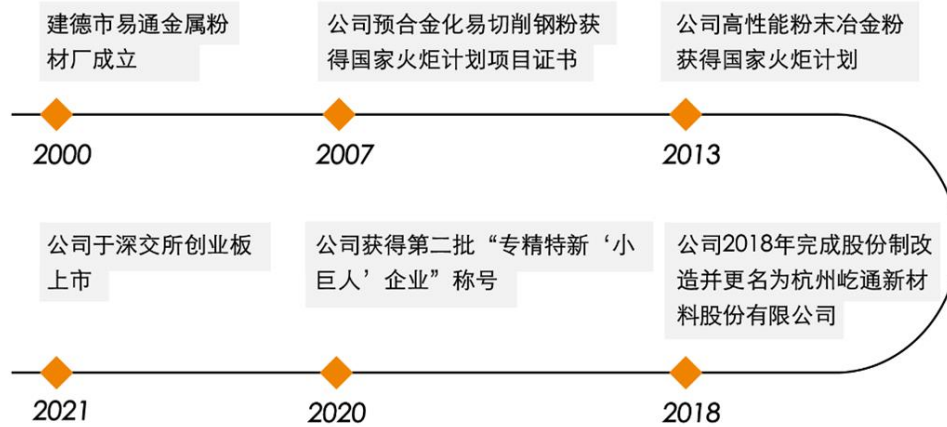 建德市易通金属粉
材厂成立
公司预合金化易切削钢粉获
得国家火炬计划项目证书
公司高性能粉末冶金粉
获得国家火炬计划
2000
2007
2013
公司于深交所创业板
上市
公司获得第二批“专精特新‘小
巨人’企业”称号
公司2018年完成股份制改
造并更名为杭州屹通新材
料股份有限公司
2021
2020
2018